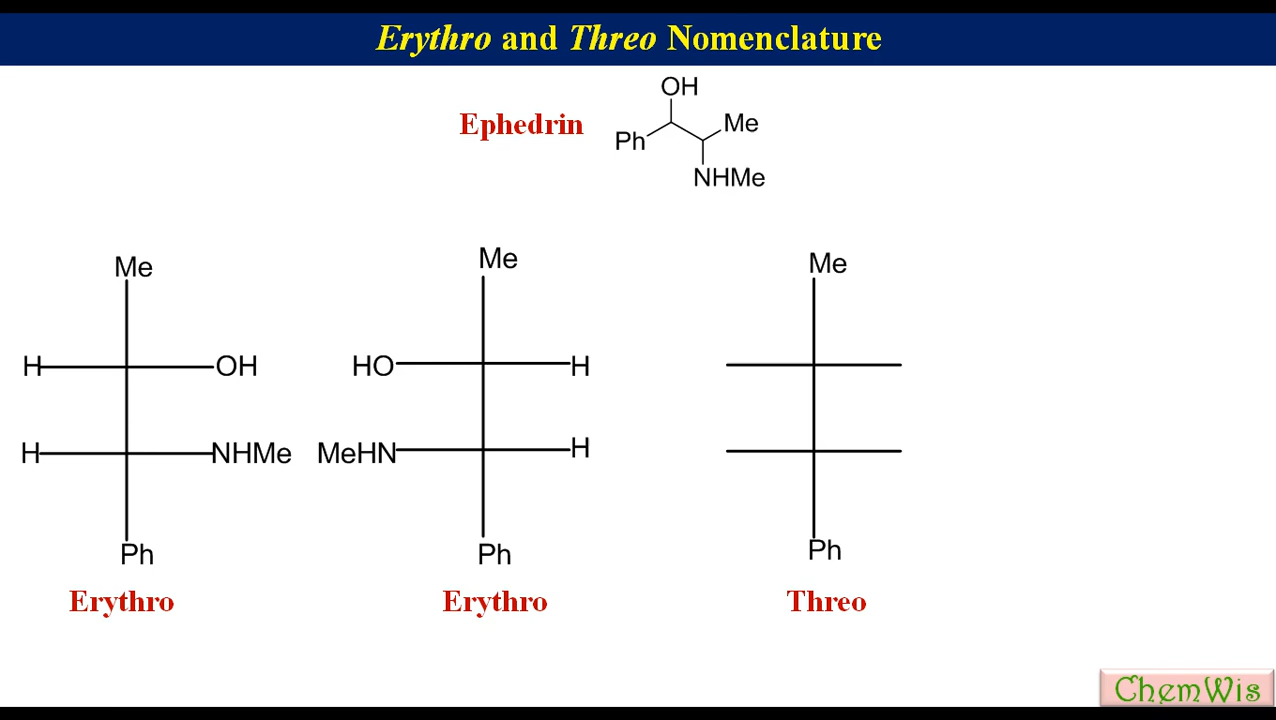 Erythro and Threo Nomenclature
OH
Ephedrin
Me
Ph
NHMe
Me
Me
Me
H
OH
HO
H
H
NHMe
MeHN
H
Ph
Ph
Ph
Erythro
Erythro
Threo
ChemWis